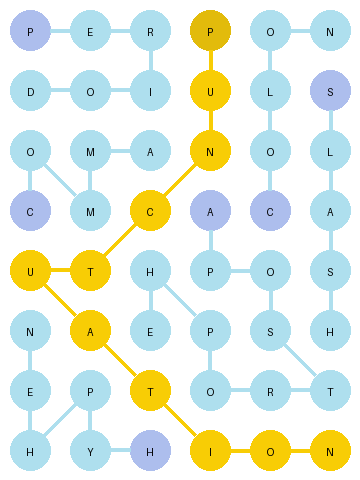 P E R P O N
D O I U L S
O M A N O L
C M C A C A
U T H P O S
N A E P S H
E P T O R T
H Y H I O N